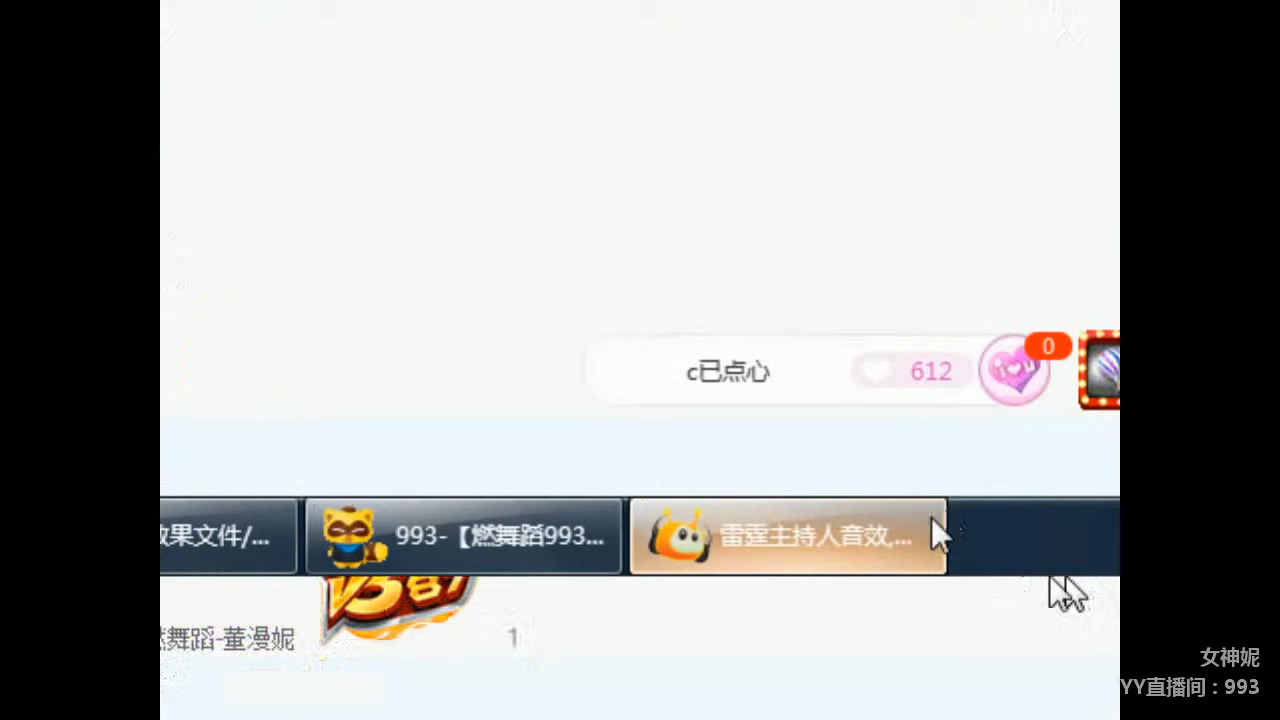 c已点心
612
0
效果文件/...
993-【燃舞蹈993...
雷霆主持人音效,...
燃舞蹈-董漫妮
1
女神妮
YY直播间：993